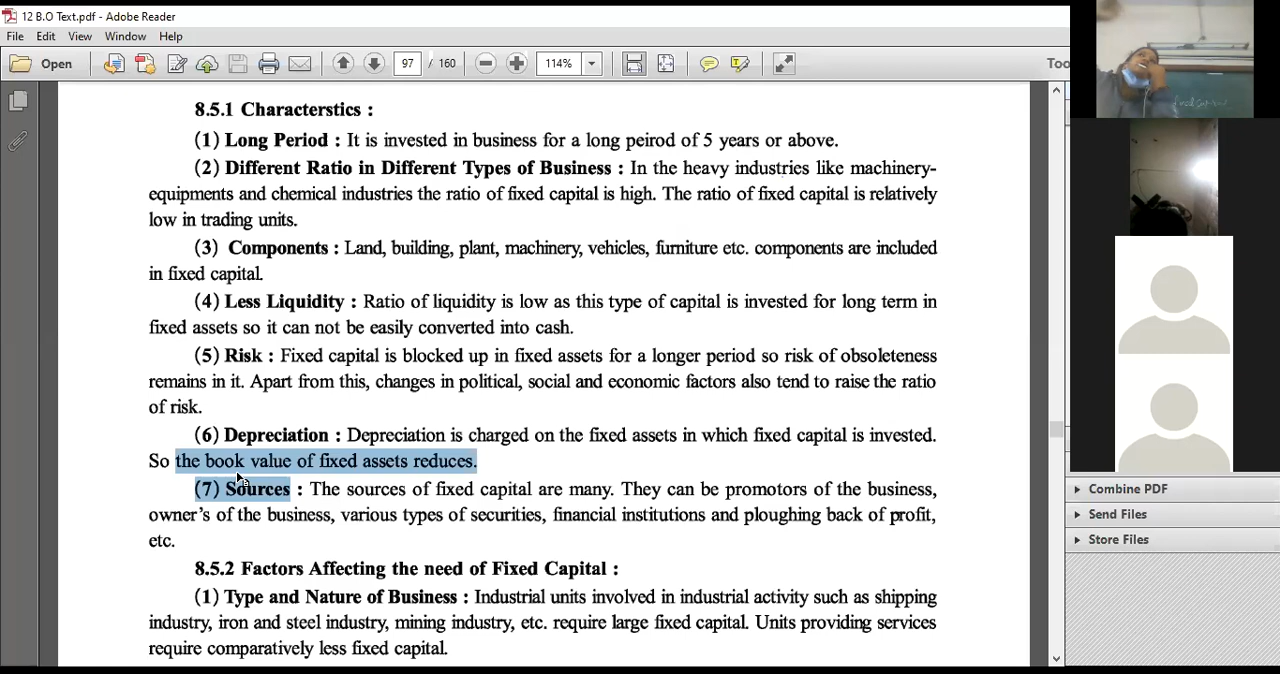 12 B.O Text.pdf - Adobe Reader
File Edit View Window Help
Open 97 / 160 114% Too
8.5.1 Characterstics :
(1) Long Period : It is invested in business for a long peirod of 5 years or above.
(2) Different Ratio in Different Types of Business : In the heavy industries like machinery-
equipments and chemical industries the ratio of fixed capital is high. The ratio of fixed capital is relatively
low in trading units.
(3) Components : Land, building, plant, machinery, vehicles, furniture etc. components are included
in fixed capital.
(4) Less Liquidity : Ratio of liquidity is low as this type of capital is invested for long term in
fixed assets so it can not be easily converted into cash.
(5) Risk : Fixed capital is blocked up in fixed assets for a longer period so risk of obsoleteness
remains in it. Apart from this, changes in political, social and economic factors also tend to raise the ratio
of risk.
(6) Depreciation : Depreciation is charged on the fixed assets in which fixed capital is invested.
So the book value of fixed assets reduces.
(7) Sources : The sources of fixed capital are many. They can be promotors of the business,
owner's of the business, various types of securities, financial institutions and ploughing back of profit,
etc.
8.5.2 Factors Affecting the need of Fixed Capital :
(1) Type and Nature of Business : Industrial units involved in industrial activity such as shipping
industry, iron and steel industry, mining industry, etc. require large fixed capital. Units providing services
require comparatively less fixed capital.
Combine PDF
Send Files
Store Files